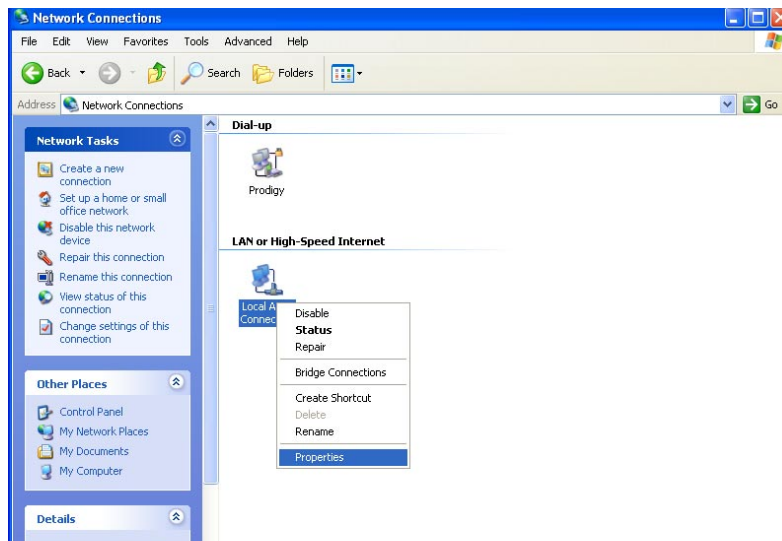 Network Connections
File Edit View Favorites Tools Advanced Help
Back Search Folders
Address Network Connections Go
Network Tasks
Create a new
connection
Set up a home or small
office network
Disable this network
device
Repair this connection
Rename this connection
View status of this
connection
Change settings of this
connection
Other Places
Control Panel
My Network Places
My Documents
My Computer
Details
Dial-up
Prodigy
LAN or High-Speed Internet
Local A
Connec
Disable
Status
Repair
Bridge Connections
Create Shortcut
Delete
Rename
Properties